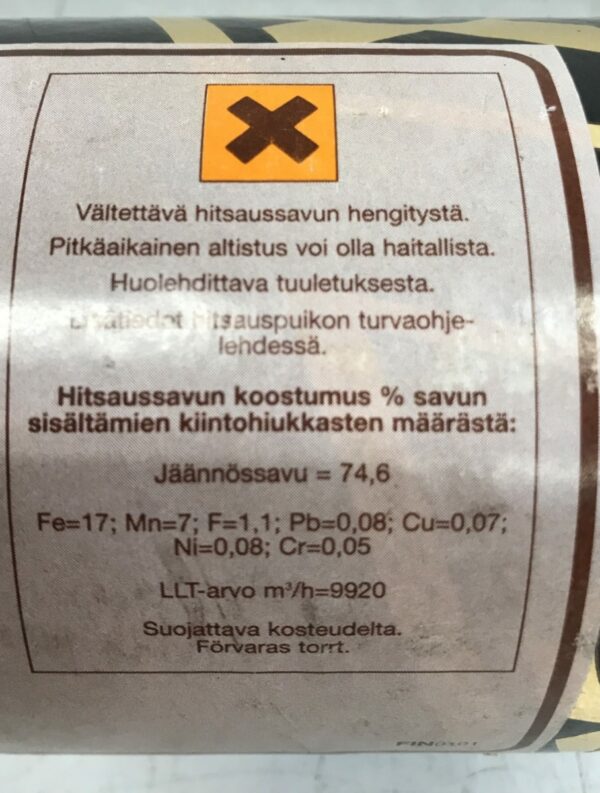 Vältettävä hitsaussavun hengitystä.
Pitkäaikainen altistus voi olla haitallista.
Huolehdittava tuuletuksesta.
Lisätiedot hitsauspuikon turvaohje-
lehdessä.
Hitsaussavun koostumus % savun
sisältämien kiintohiukkasten määrästä:
Jäännössavu = 74,6
Fe=17; Mn=7; F=1,1; Pb=0,08; Cu=0,07;
Ni=0,08; Cr=0,05
LLT-arvo m³/h=9920
Suojattava kosteudelta.
Förvaras torrt.